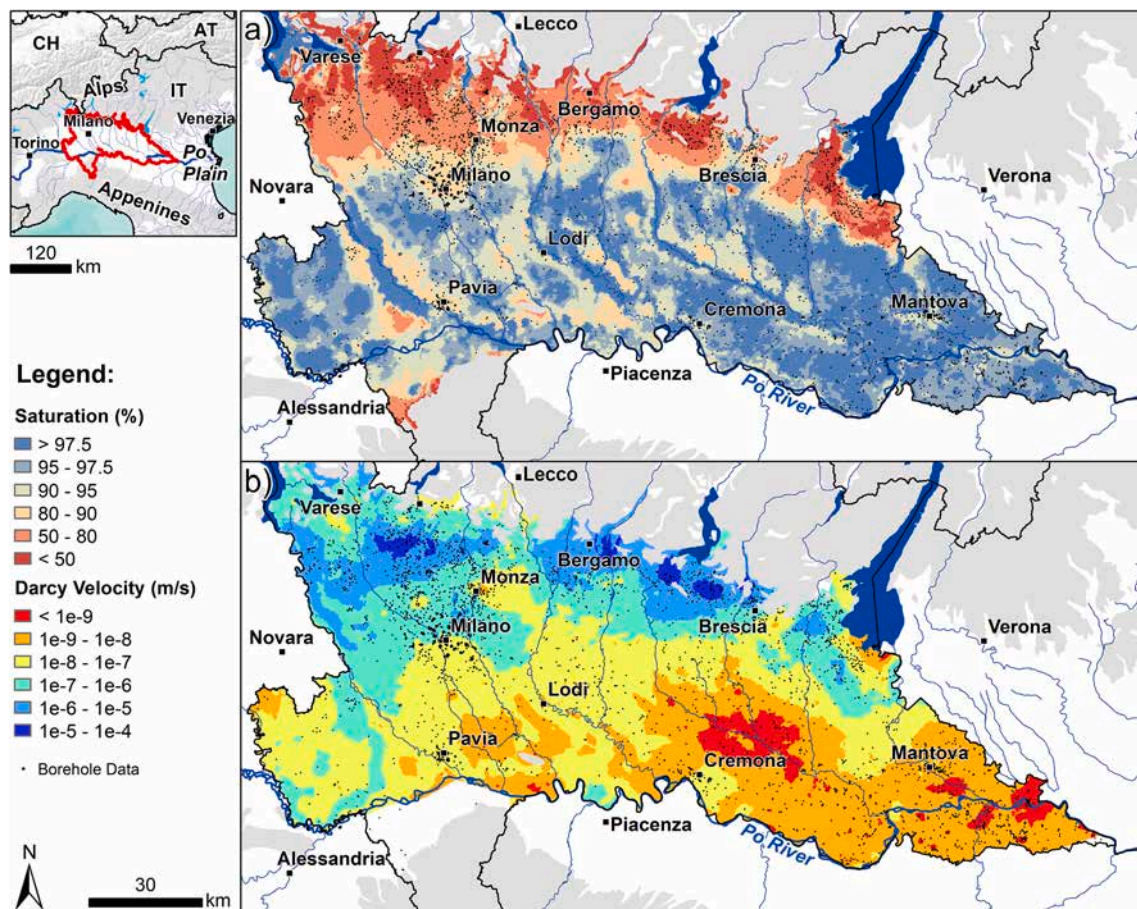 CH
AT
Alps
IT
Milano
Venezia
Torino
Po
Plain
Appenines
120
km
Legend:
Saturation (%)
> 97.5
95 - 97.5
90 - 95
80 - 90
50 - 80
< 50
Darcy Velocity (m/s)
< 1e-9
1e-9 - 1e-8
1e-8 - 1e-7
1e-7 - 1e-6
1e-6 - 1e-5
1e-5 - 1e-4
Borehole Data
N
30
km
a)
Lecco
Varese
Bergamo
Monza
Novara
Milano
Brescia
Verona
Lodi
Pavia
Cremona
Mantova
Piacenza
Po River
Alessandria
b)
Lecco
Varese
Bergamo
Monza
Novara
Milano
Brescia
Verona
Lodi
Pavia
Cremona
Mantova
Piacenza
Po River
Alessandria